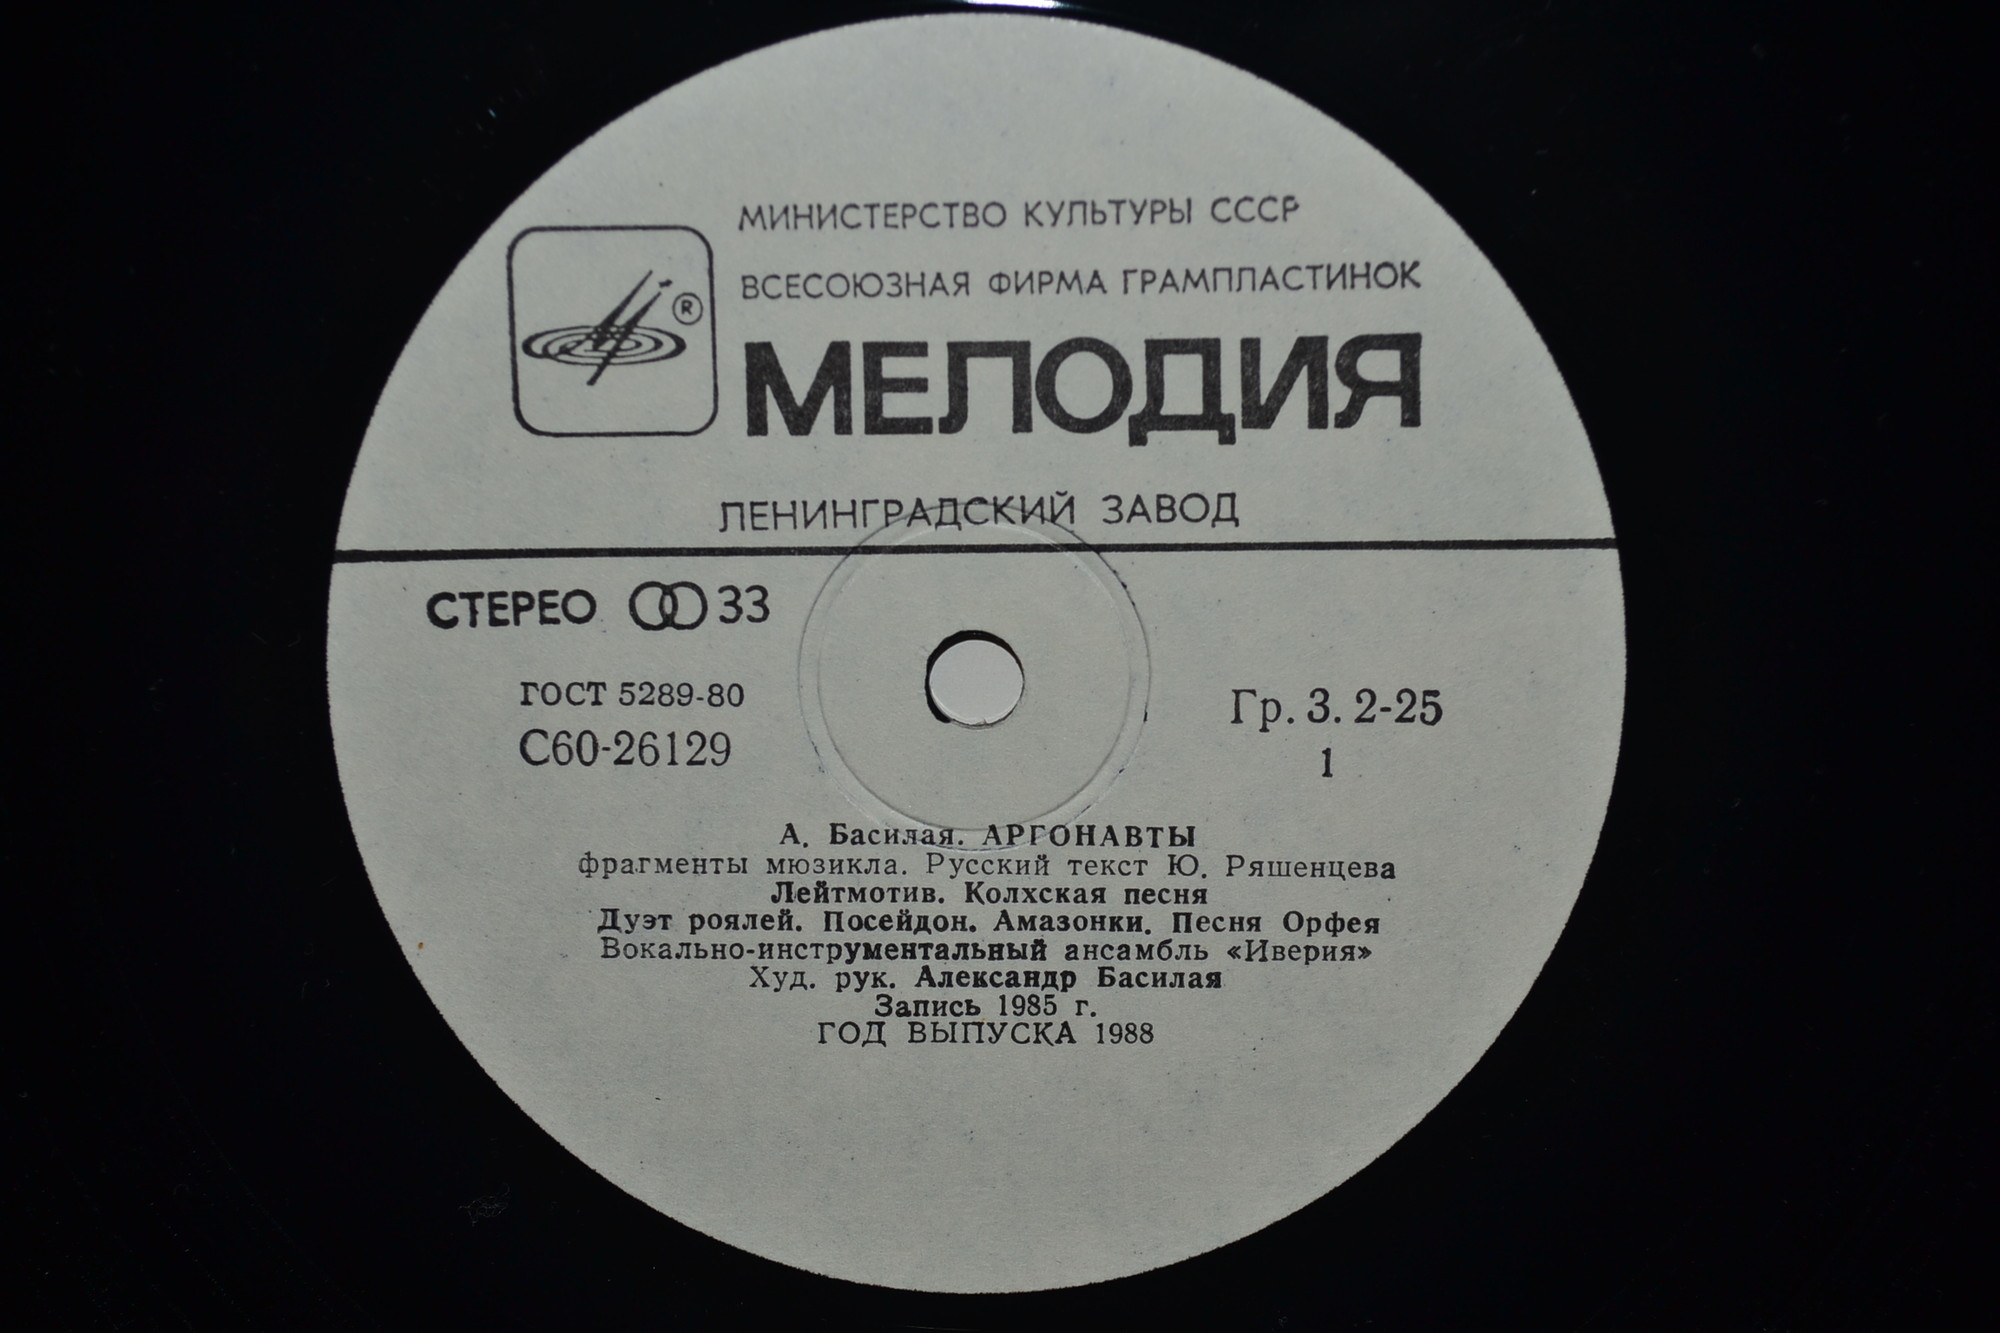 МИНИСТЕРСТВО КУЛЬТУРЫ СССР
ВСЕСОЮЗНАЯ ФИРМА ГРАМПЛАСТИНОК
®
МЕЛОДИЯ
ЛЕНИНГРАДСКИЙ ЗАВОД
СТЕРЕО 33
ГОСТ 5289-80
С60-26129
Гр. 3. 2-25
1
А. Басилая. АРГОНАВТЫ
фрагменты мюзикла. Русский текст Ю. Ряшенцева
Лейтмотив. Колхская песня
Дуэт роялей. Посейдон. Амазонки. Песня Орфея
Вокально-инструментальный ансамбль «Иверия»
Худ. рук. Александр Басилая
Запись 1985 г.
ГОД ВЫПУСКА 1988